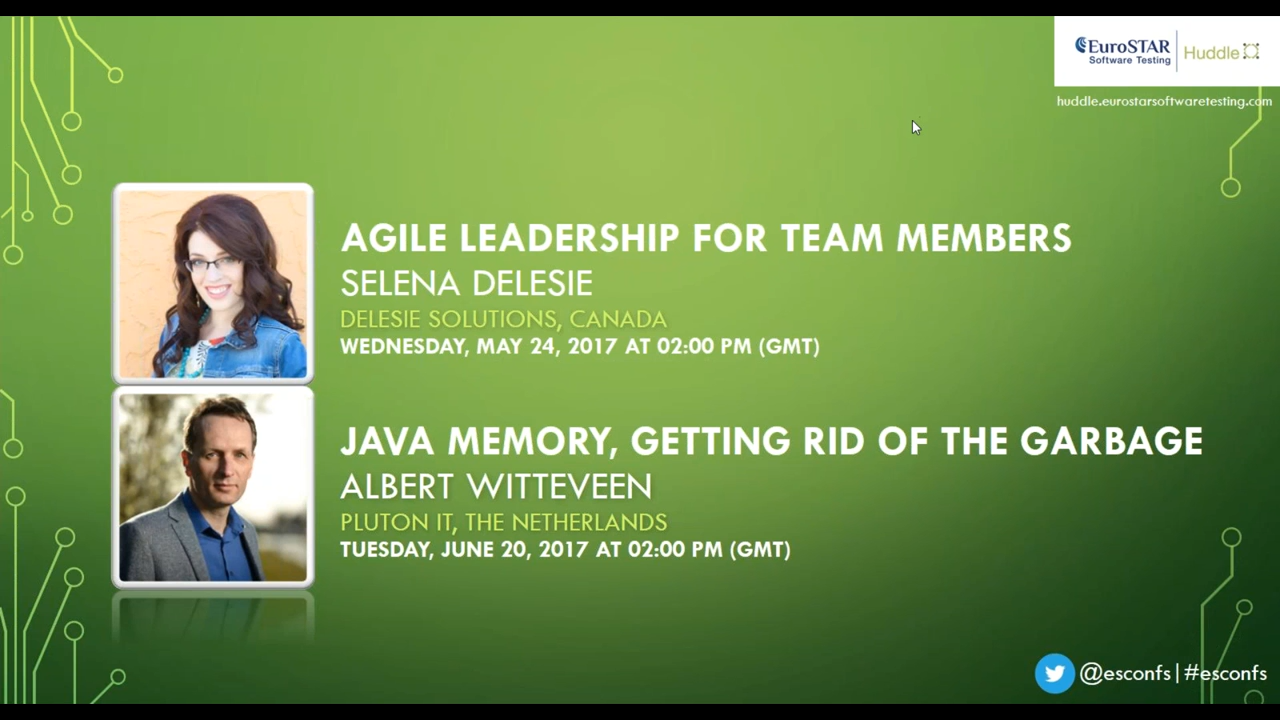 EuroSTAR
Software Testing
Huddle
huddle.eurostarsoftwaretesting.com
AGILE LEADERSHIP FOR TEAM MEMBERS
SELENA DELESIE
DELESIE SOLUTIONS, CANADA
WEDNESDAY, MAY 24, 2017 AT 02:00 PM (GMT)
JAVA MEMORY, GETTING RID OF THE GARBAGE
ALBERT WITTEVEEN
PLUTON IT, THE NETHERLANDS
TUESDAY, JUNE 20, 2017 AT 02:00 PM (GMT)
@esconfs|#esconfs